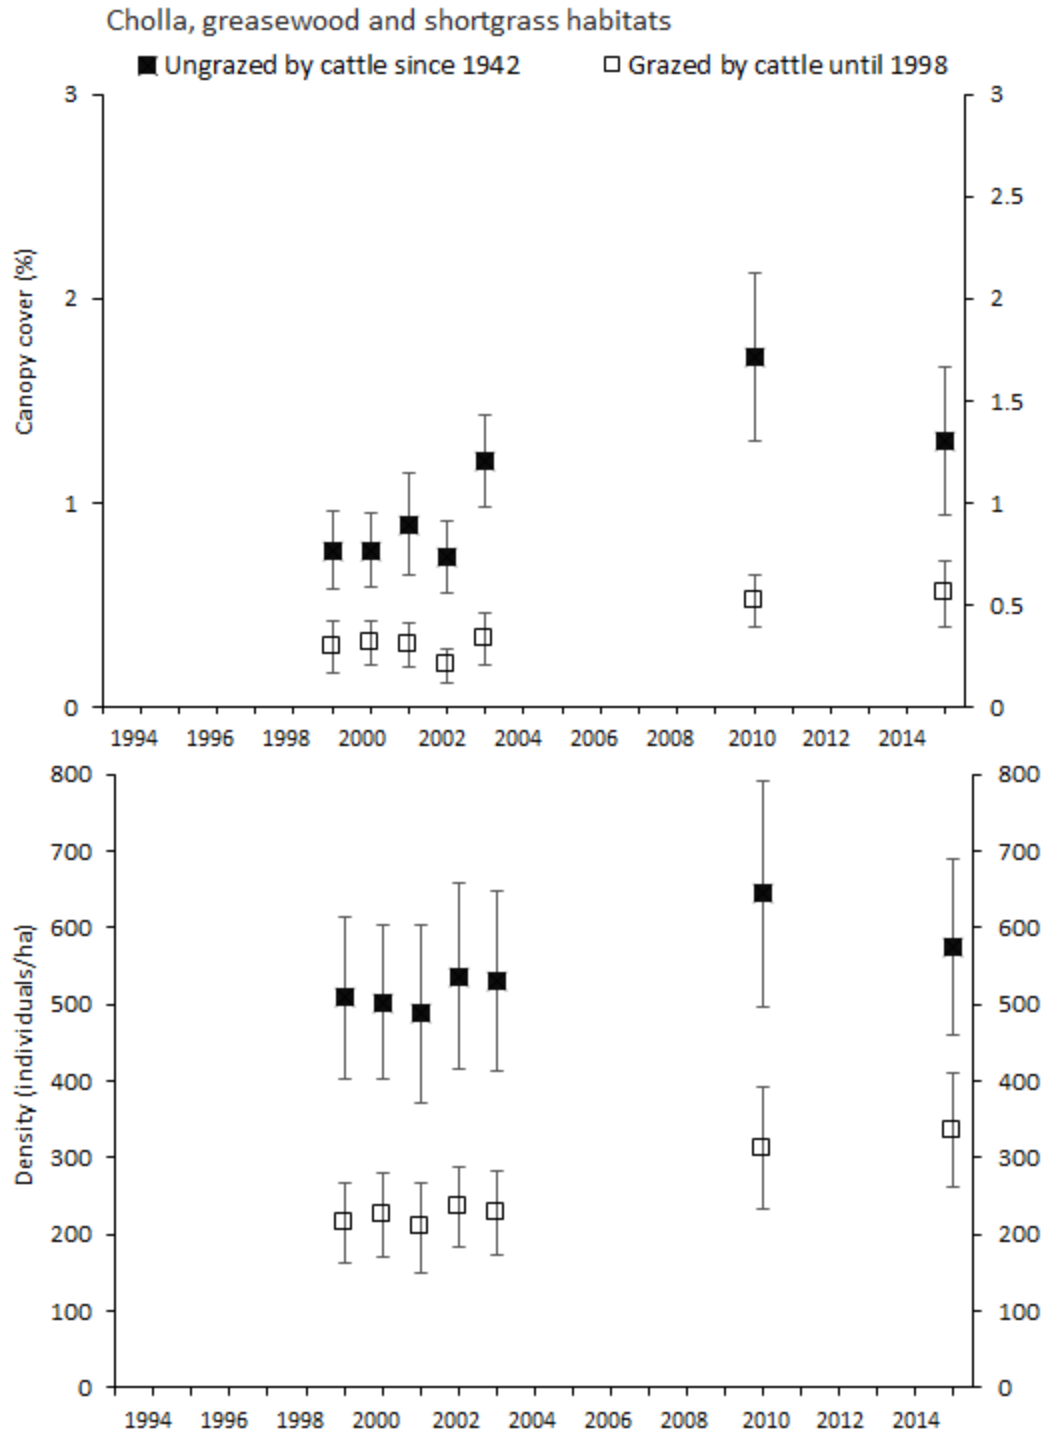 Cholla, greasewood and shortgrass habitats
Ungrazed by cattle since 1942 Grazed by cattle until 1998
3 3
2.5
2 2
1.5
1 1
0.5
0 0
Canopy cover (%)
1994 1996 1998 2000 2002 2004 2006 2008 2010 2012 2014
800 800
700 700
600 600
500 500
400 400
300 300
200 200
100 100
0 0
Density (individuals/ha)
1994 1996 1998 2000 2002 2004 2006 2008 2010 2012 2014